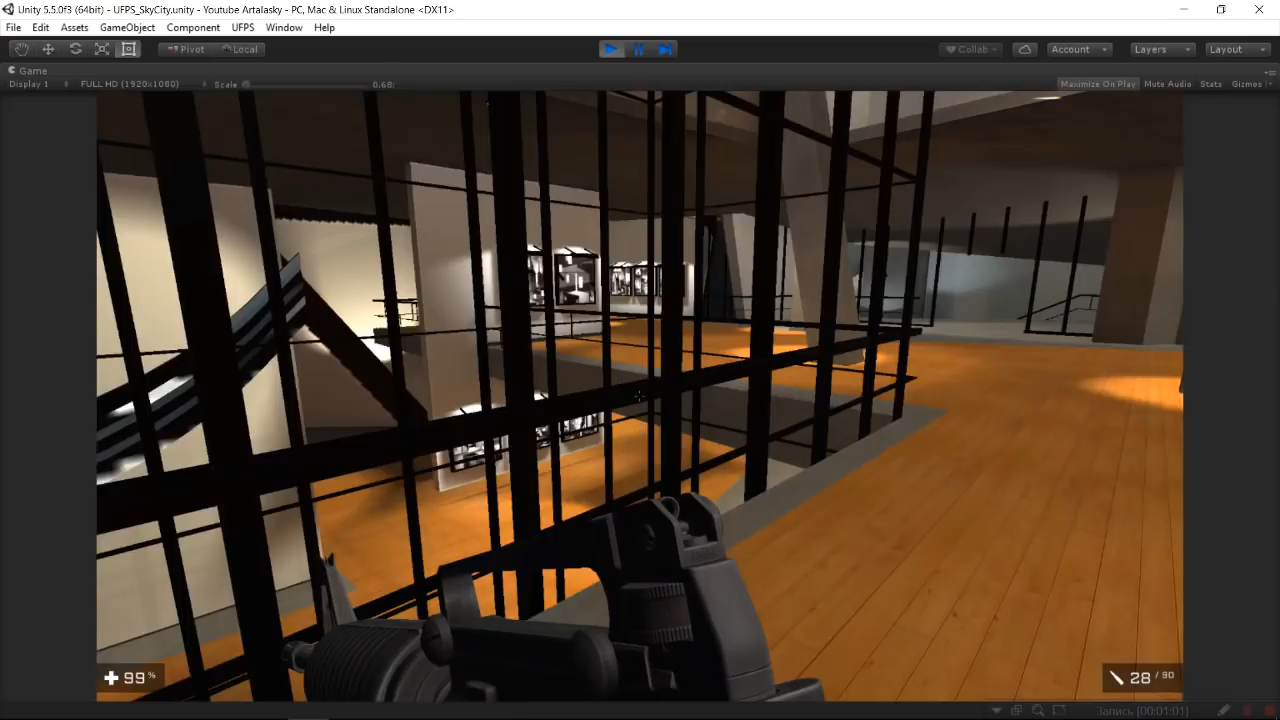 Unity 5.5.0f3 (64bit) - UFPS_SkyCity.unity - Youtube Artalasky - PC, Mac & Linux Standalone <DX11>
File Edit Assets GameObject Component UFPS Window Help
Pivot Local Collab Account Layers Layout
Game
Display 1 FULL HD (1920x1080) Scale 0.68: Maximize On Play Mute Audio Stats Gizmos
99% 28 / 90
Запись [00:01:01]